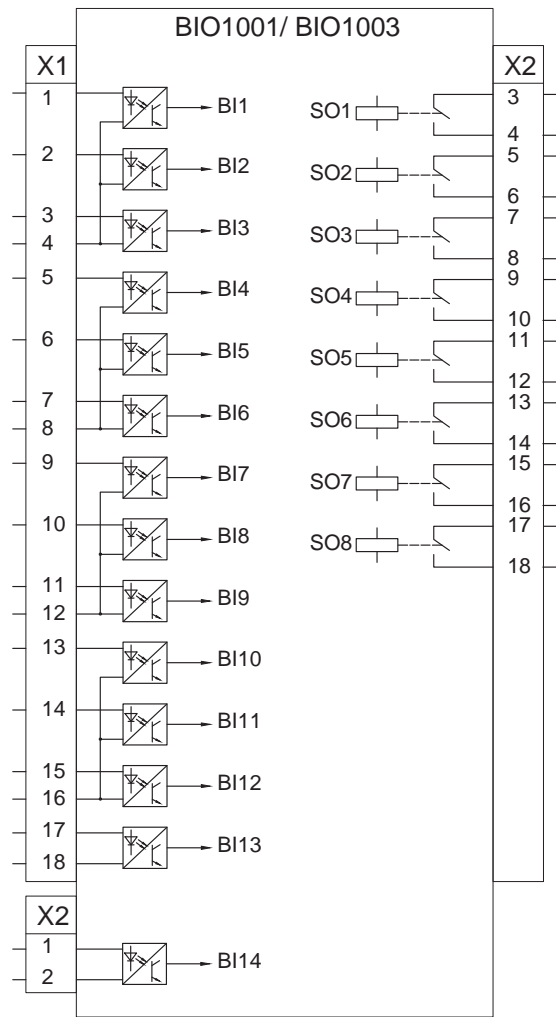 BIO1001/ BIO1003
X1
1
BI1
2
BI2
3
BI3
4
5
BI4
6
BI5
7
BI6
8
9
BI7
10
BI8
11
BI9
12
13
BI10
14
BI11
15
BI12
16
17
BI13
18
X2
1
BI14
2
X2
3
SO1
4
5
SO2
6
7
SO3
8
9
SO4
10
11
SO5
12
13
SO6
14
15
SO7
16
17
SO8
18